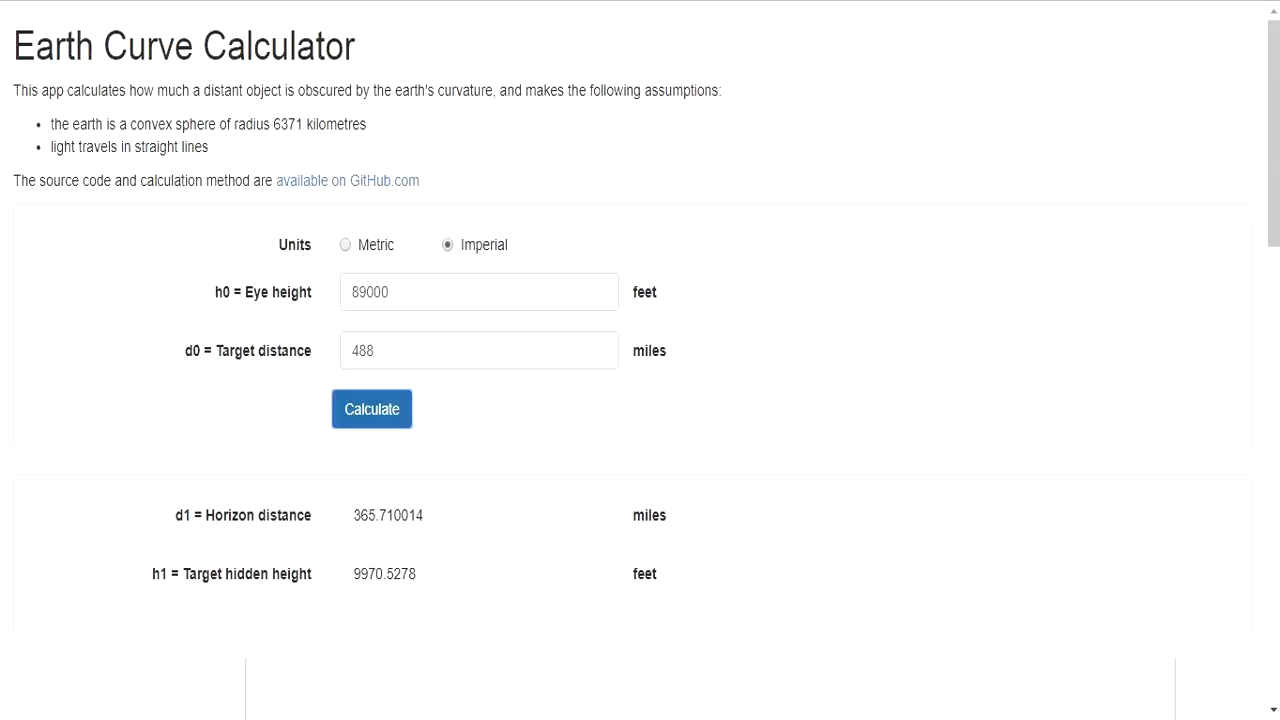 Earth Curve Calculator
This app calculates how much a distant object is obscured by the earth's curvature, and makes the following assumptions:
• the earth is a convex sphere of radius 6371 kilometres
• light travels in straight lines
The source code and calculation method are available on GitHub.com
Units Metric Imperial
h0 = Eye height 89000 feet
d0 = Target distance 488 miles
Calculate
d1 = Horizon distance 365.710014 miles
h1 = Target hidden height 9970.5278 feet